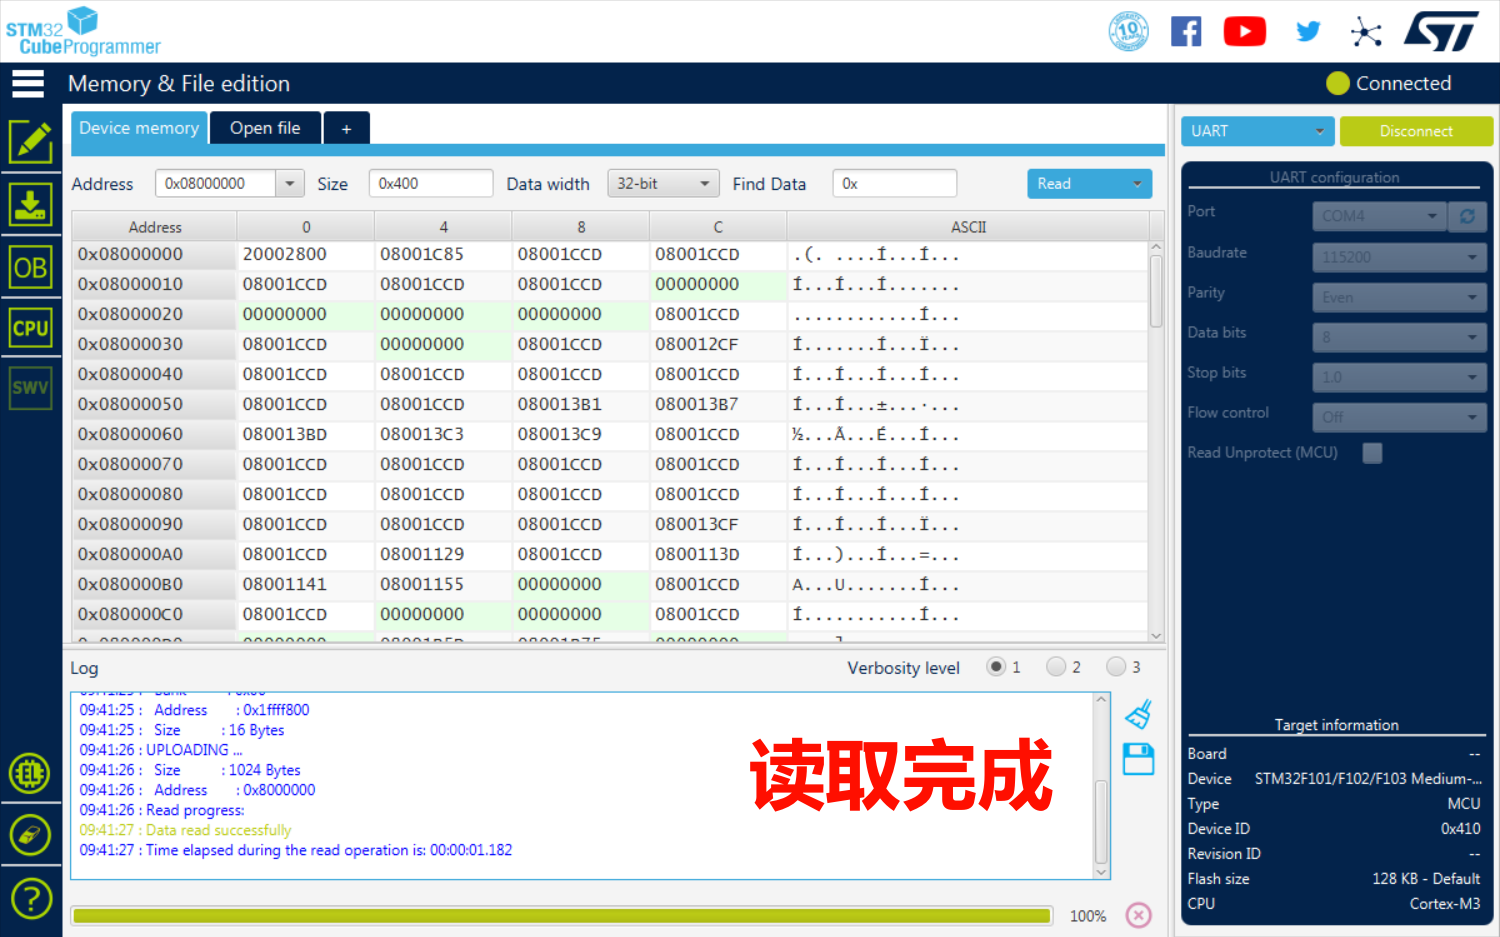 STM32
CubeProgrammer
10 YEARS
Memory & File edition
Connected
Device memory Open file +
UART Disconnect
Address 0x08000000 Size 0x400 Data width 32-bit Find Data 0x Read
Address 0 4 8 C ASCII
0x08000000 20002800 08001C85 08001CCD 08001CCD .(. ....Í...Í...
0x08000010 08001CCD 08001CCD 08001CCD 00000000 Í...Í...Í.......
0x08000020 00000000 00000000 00000000 08001CCD ............Í...
0x08000030 08001CCD 00000000 08001CCD 080012CF Í.......Í...Ï...
0x08000040 08001CCD 08001CCD 08001CCD 08001CCD Í...Í...Í...Í...
0x08000050 08001CCD 08001CCD 080013B1 080013B7 Í...Í...±...·...
0x08000060 080013BD 080013C3 080013C9 08001CCD ½...Ã...É...Í...
0x08000070 08001CCD 08001CCD 08001CCD 08001CCD Í...Í...Í...Í...
0x08000080 08001CCD 08001CCD 08001CCD 08001CCD Í...Í...Í...Í...
0x08000090 08001CCD 08001CCD 08001CCD 080013CF Í...Í...Í...Ï...
0x080000A0 08001CCD 08001129 08001CCD 0800113D Í...)...Í...=...
0x080000B0 08001141 08001155 00000000 08001CCD A...U.......Í...
0x080000C0 08001CCD 00000000 00000000 08001CCD Í...........Í...
OB
CPU
SWV
Log Verbosity level 1 2 3
09:41:25 : Address : 0x1ffff800
09:41:25 : Size : 16 Bytes
09:41:26 : UPLOADING ...
09:41:26 : Size : 1024 Bytes
09:41:26 : Address : 0x8000000
09:41:26 : Read progress:
09:41:27 : Data read successfully
09:41:27 : Time elapsed during the read operation is: 00:00:01.182
读取完成
100%
UART configuration
Port COM4
Baudrate 115200
Parity Even
Data bits 8
Stop bits 1.0
Flow control Off
Read Unprotect (MCU)
Target information
Board --
Device STM32F101/F102/F103 Medium-...
Type MCU
Device ID 0x410
Revision ID --
Flash size 128 KB - Default
CPU Cortex-M3